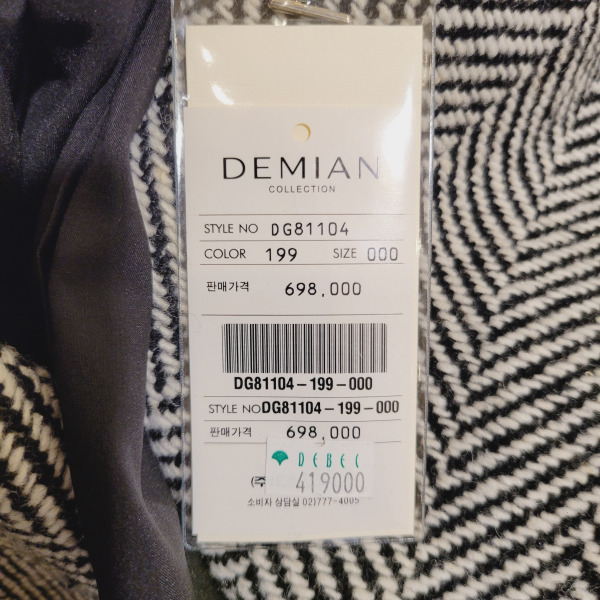 DEMIAN
COLLECTION
STYLE NO DG81104
COLOR 199 SIZE 000
판매가격 698,000
DG81104-199-000
STYLE NO DG81104-199-000
판매가격 698,000
DEBEC
(주
419000
소비자 상담실 02)777-4005